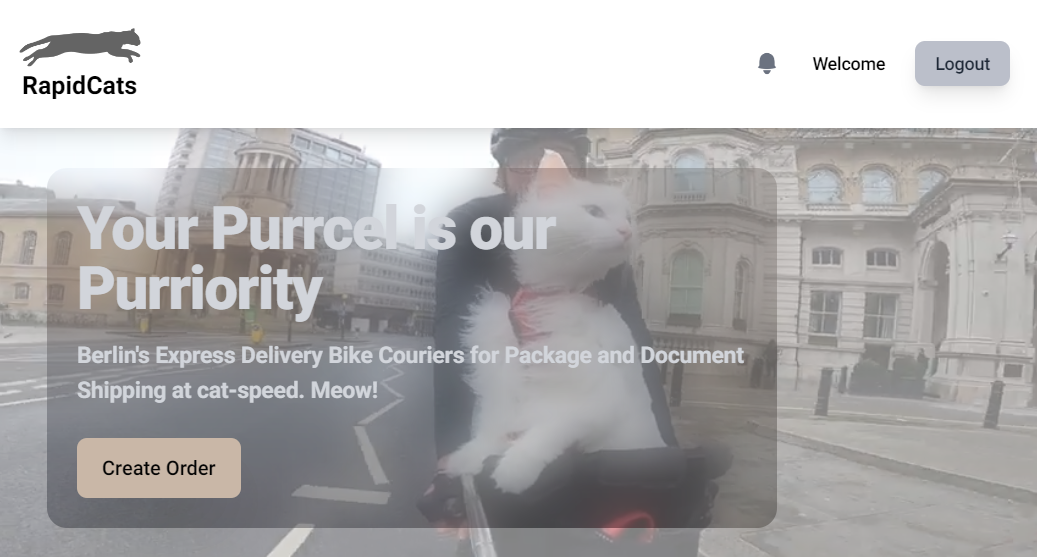 RapidCats
Welcome
Logout
Your Purrcel is our
Purriority
Berlin's Express Delivery Bike Couriers for Package and Document
Shipping at cat-speed. Meow!
Create Order